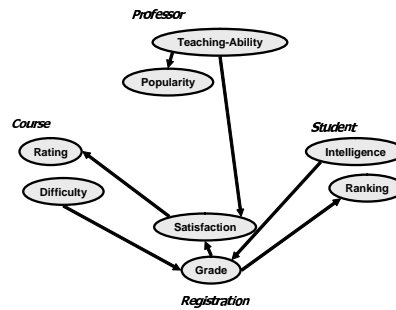 Professor
Teaching-Ability
Popularity
Course
Student
Rating
Intelligence
Difficulty
Ranking
Satisfaction
Grade
Registration